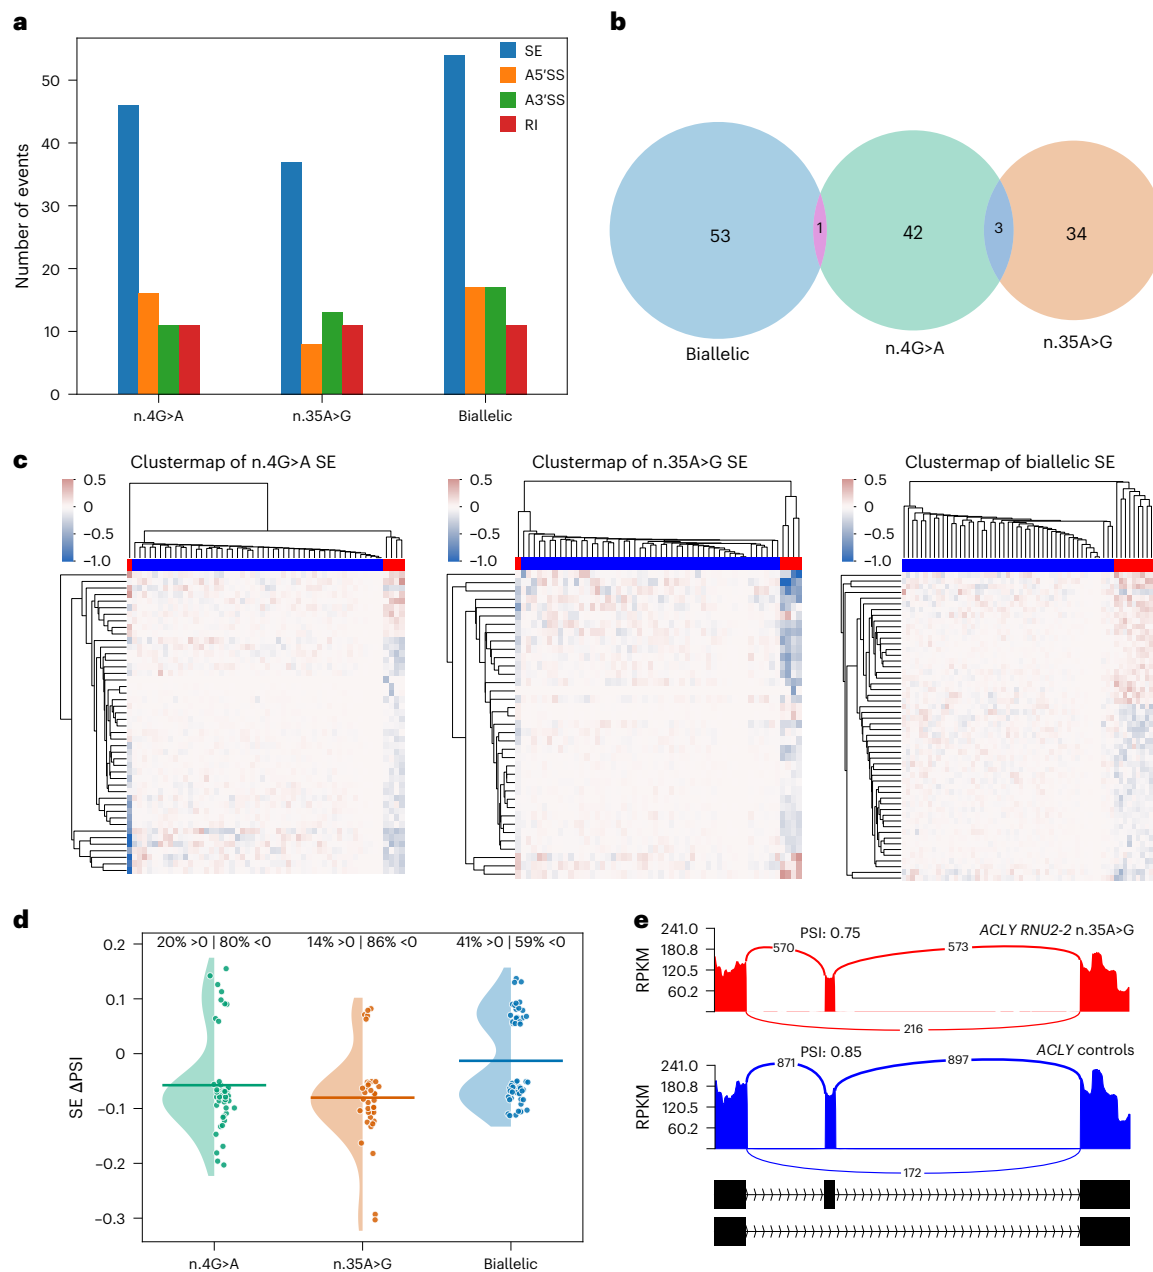 a
SE
A5'SS
A3'SS
RI
Number of events
50
40
30
20
10
0
n.4G>A
n.35A>G
Biallelic
b
53
1
42
3
34
Biallelic
n.4G>A
n.35A>G
c
Clustermap of n.4G>A SE
0.5
0
−0.5
−1.0
Clustermap of n.35A>G SE
0.5
0
−0.5
−1.0
Clustermap of biallelic SE
0.5
0
−0.5
−1.0
d
20% >0 | 80% <0
14% >0 | 86% <0
41% >0 | 59% <0
SE ΔPSI
0.2
0.1
0
−0.1
−0.2
−0.3
n.4G>A
n.35A>G
Biallelic
e
ACLY RNU2-2 n.35A>G
PSI: 0.75
RPKM
241.0
180.8
120.5
60.2
570
573
216
ACLY controls
PSI: 0.85
RPKM
241.0
180.8
120.5
60.2
871
897
172